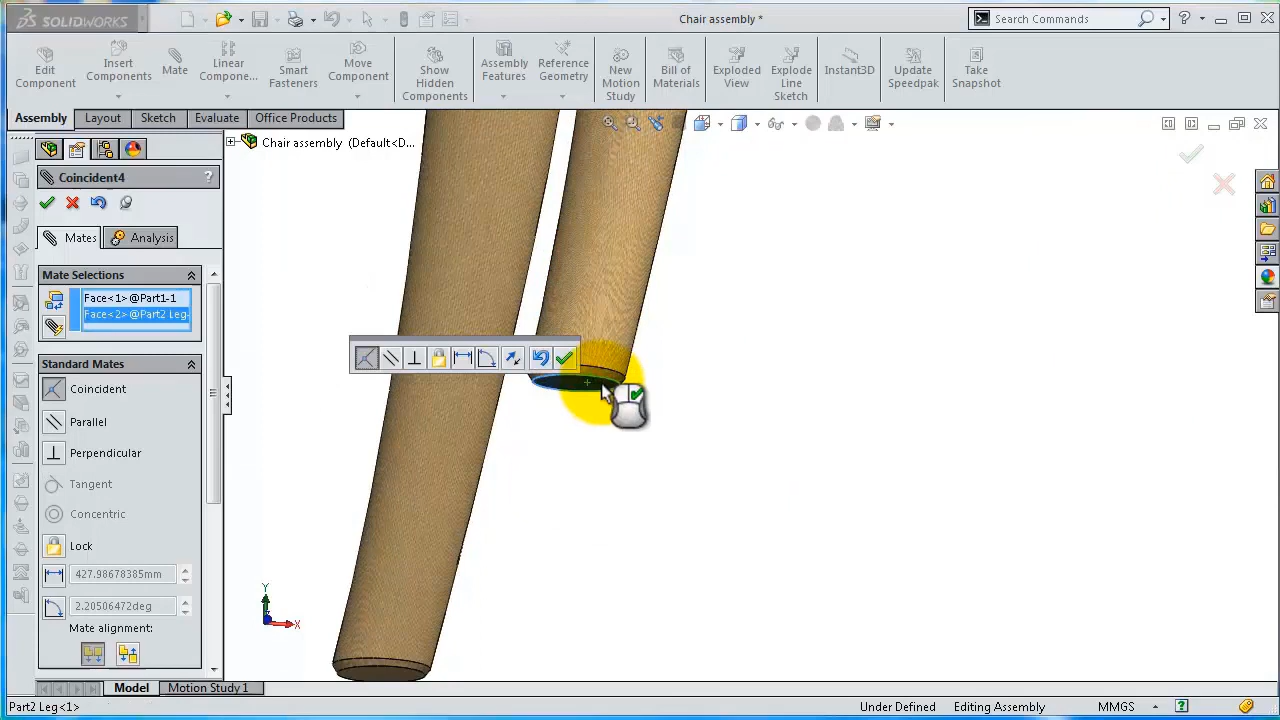 SOLIDWORKS
Chair assembly *
Search Commands
Edit Component
Insert Components
Mate
Linear Compone...
Smart Fasteners
Move Component
Show Hidden Components
Assembly Features
Reference Geometry
New Motion Study
Bill of Materials
Exploded View
Explode Line Sketch
Instant3D
Update Speedpak
Take Snapshot
Assembly
Layout
Sketch
Evaluate
Office Products
Chair assembly (Default<D...
Coincident4
?
Mates
Analysis
Mate Selections
Face<1>@Part1-1
Face<2>@Part2 Leg-
Standard Mates
Coincident
Parallel
Perpendicular
Tangent
Concentric
Lock
427.98678385mm
2.20506472deg
Mate alignment:
Y
X
Model
Motion Study 1
Part2 Leg<1>
Under Defined
Editing Assembly
MMGS
?